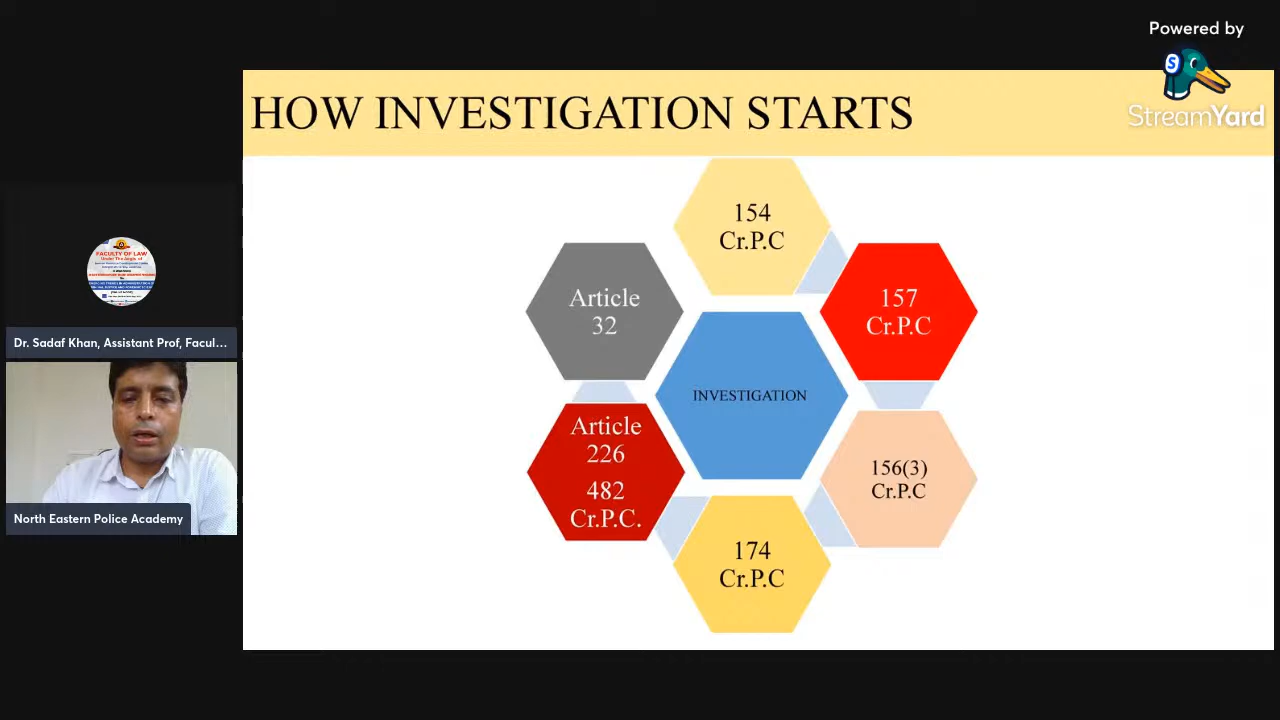 Powered by
S
StreamYard
HOW INVESTIGATION STARTS
154
Cr.P.C
157
Cr.P.C
156(3)
Cr.P.C
174
Cr.P.C
Article
226
482
Cr.P.C.
Article
32
INVESTIGATION
FACULTY OF LAW
Dr. Sadaf Khan, Assistant Prof, Facul...
North Eastern Police Academy